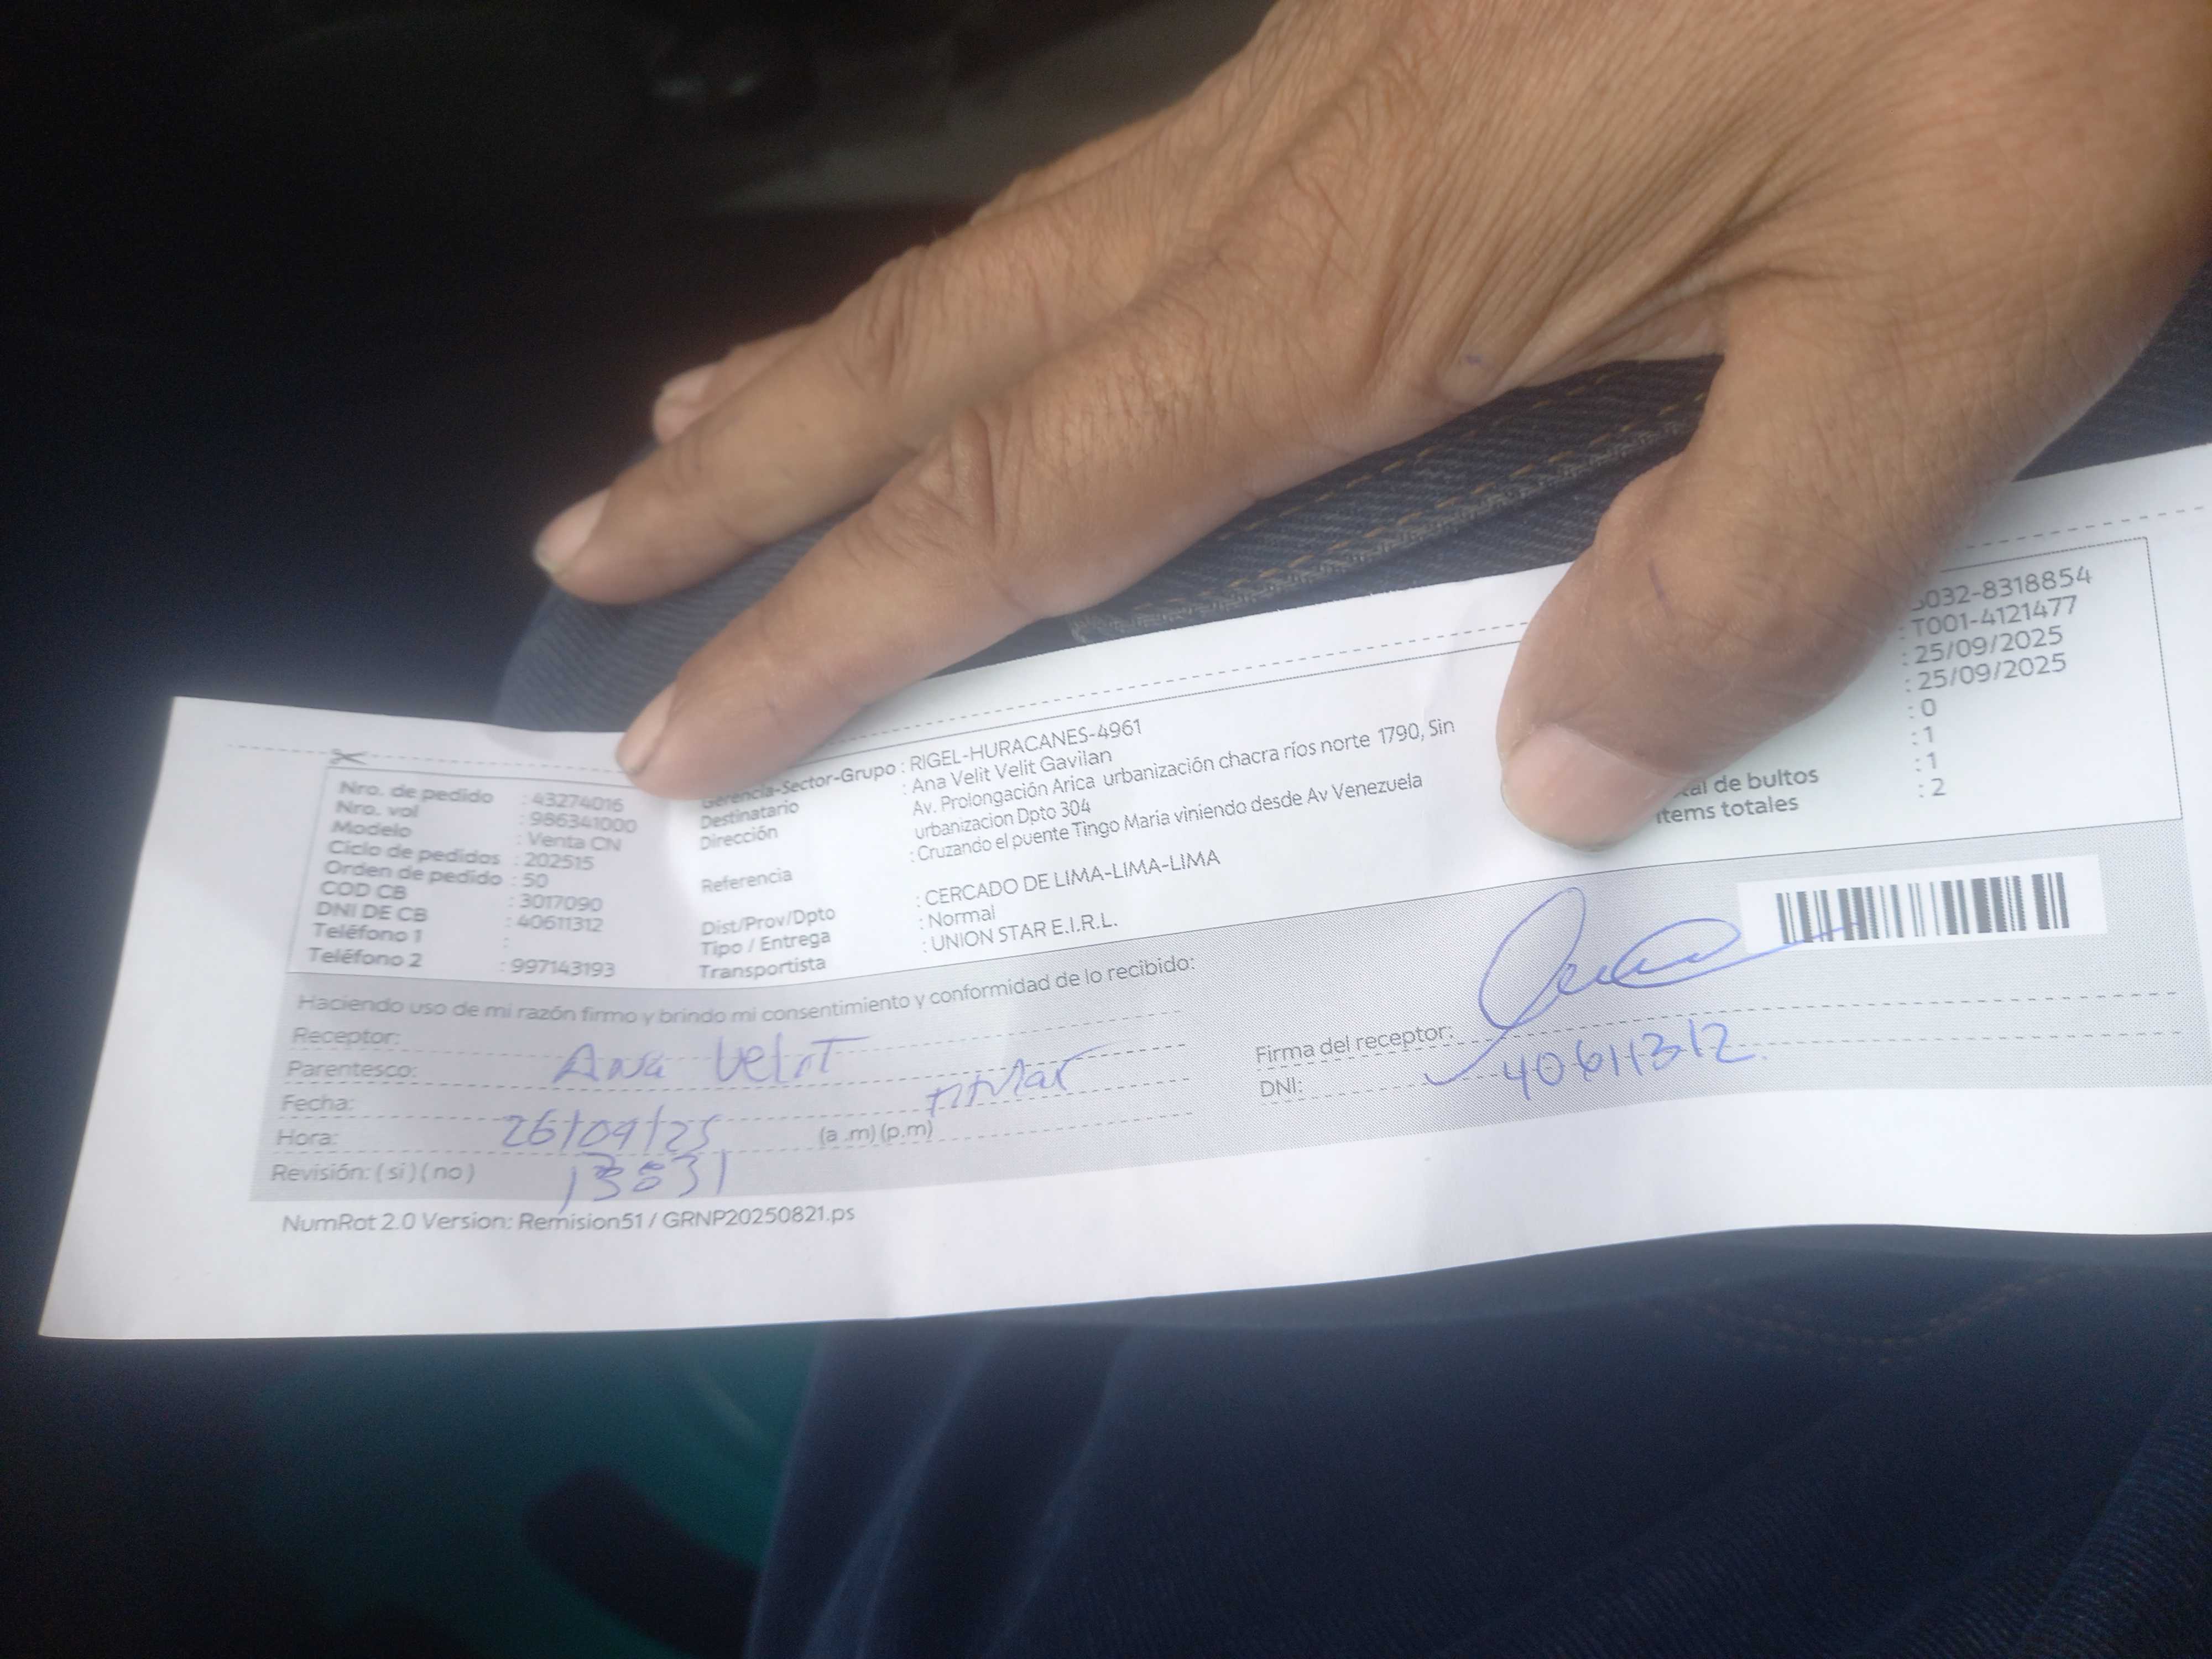 Nro. de pedido : 43274016
Nro. vol : 986341000
Modelo : Venta CN
Ciclo de pedidos : 202515
Orden de pedido : 50
COD CB : 3017090
DNI DE CB : 40611312
Teléfono 1 :
Teléfono 2 : 997143193
Gerencia-Sector-Grupo : RIGEL-HURACANES-4961
Destinatario : Ana Velit Velit Gavilan
Dirección Av. Prolongación Arica urbanización chacra ríos norte 1790, Sin
urbanizacion Dpto 304
Referencia : Cruzando el puente Tingo María viniendo desde Av Venezuela
Dist/Prov/Dpto : CERCADO DE LIMA-LIMA-LIMA
Tipo / Entrega : Normal
Transportista : UNION STAR E.I.R.L.
032-8318854
: T001-4121477
: 25/09/2025
: 25/09/2025
: 0
: 1
de bultos : 1
items totales : 2
Haciendo uso de mi razón firmo y brindo mi consentimiento y conformidad de lo recibido:
Receptor: Ana Velit
Parentesco: titular
Fecha: 26/09/25
Hora: 13:31 (a .m) (p.m)
Revisión: ( si ) ( no )
Firma del receptor:
DNI: 40611312
NumRot 2.0 Version: Remision51 / GRNP20250821.ps